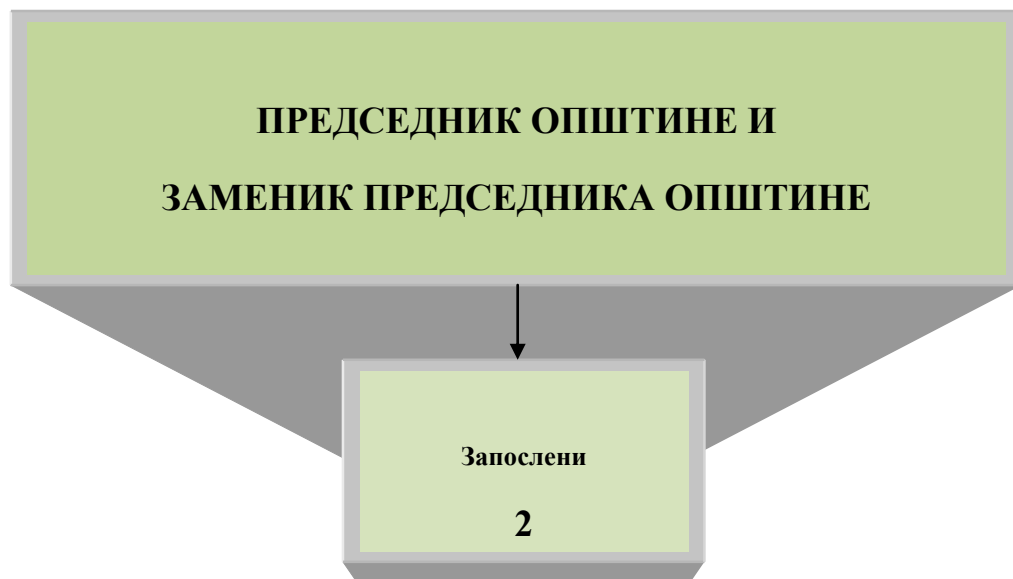 ПРЕДСЕДНИК ОПШТИНЕ И
ЗАМЕНИК ПРЕДСЕДНИКА ОПШТИНЕ
Запослени
2